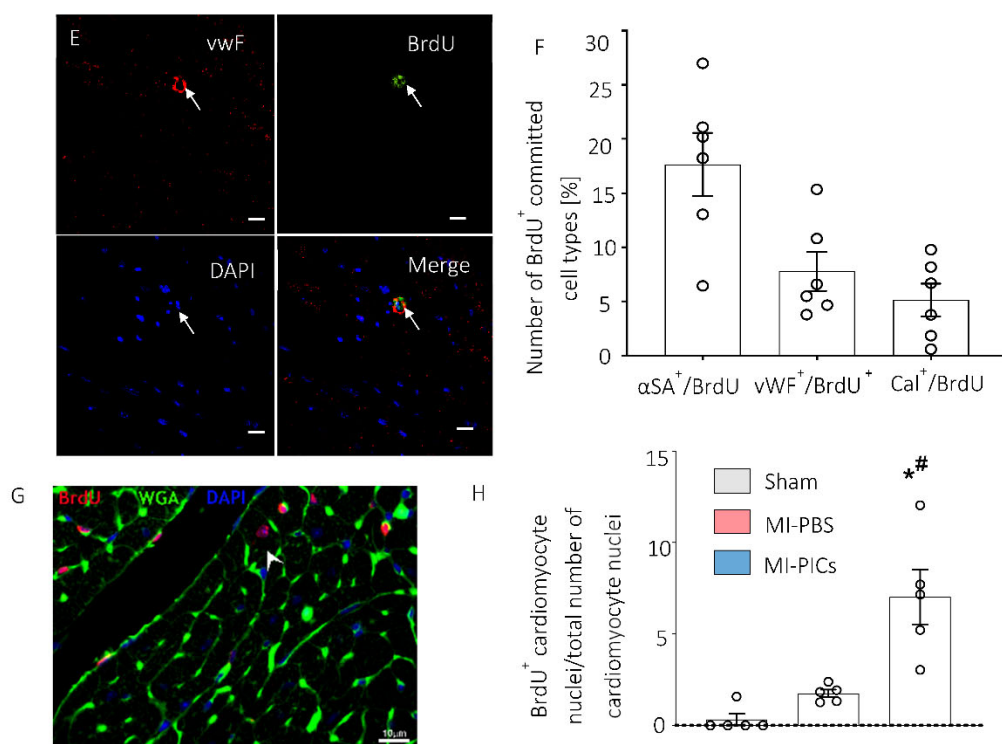 E
vwF
BrdU
DAPI
Merge
F
Number of BrdU⁺ committed
cell types [%]
30
25
20
15
10
5
0
αSA⁺/BrdU
vWF⁺/BrdU⁺
Cal⁺/BrdU
G
BrdU WGA DAPI
10μm
H
BrdU⁺ cardiomyocyte
nuclei/total number of
cardiomyocyte nuclei
15
10
5
0
Sham
MI-PBS
MI-PICs
*#